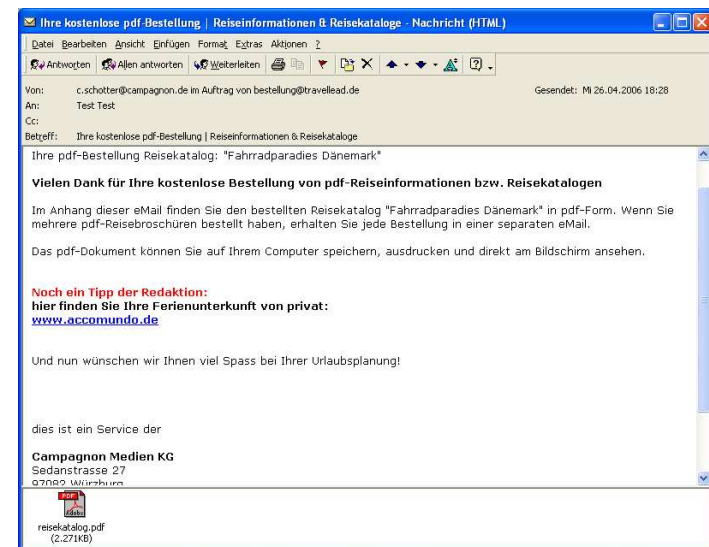 Ihre kostenlose pdf-Bestellung | Reiseinformationen & Reisekataloge - Nachricht (HTML)
Datei Bearbeiten Ansicht Einfügen Format Extras Aktionen ?
Antworten Allen antworten Weiterleiten
Von: c.schotter@campagnon.de im Auftrag von bestellung@travellead.de Gesendet: Mi 26.04.2006 18:28
An: Test Test
Cc:
Betreff: Ihre kostenlose pdf-Bestellung | Reiseinformationen & Reisekataloge
Ihre pdf-Bestellung Reisekatalog: "Fahrradparadies Dänemark"
Vielen Dank für Ihre kostenlose Bestellung von pdf-Reiseinformationen bzw. Reisekatalogen
Im Anhang dieser eMail finden Sie den bestellten Reisekatalog "Fahrradparadies Dänemark" in pdf-Form. Wenn Sie
mehrere pdf-Reisebroschüren bestellt haben, erhalten Sie jede Bestellung in einer separaten eMail.
Das pdf-Dokument können Sie auf Ihrem Computer speichern, ausdrucken und direkt am Bildschirm ansehen.
Noch ein Tipp der Redaktion:
hier finden Sie Ihre Ferienunterkunft von privat:
www.accomundo.de
Und nun wünschen wir Ihnen viel Spass bei Ihrer Urlaubsplanung!
dies ist ein Service der
Campagnon Medien KG
Sedanstrasse 27
97082 Würzburg
PDF
Adobe
reisekatalog.pdf
(2.271KB)